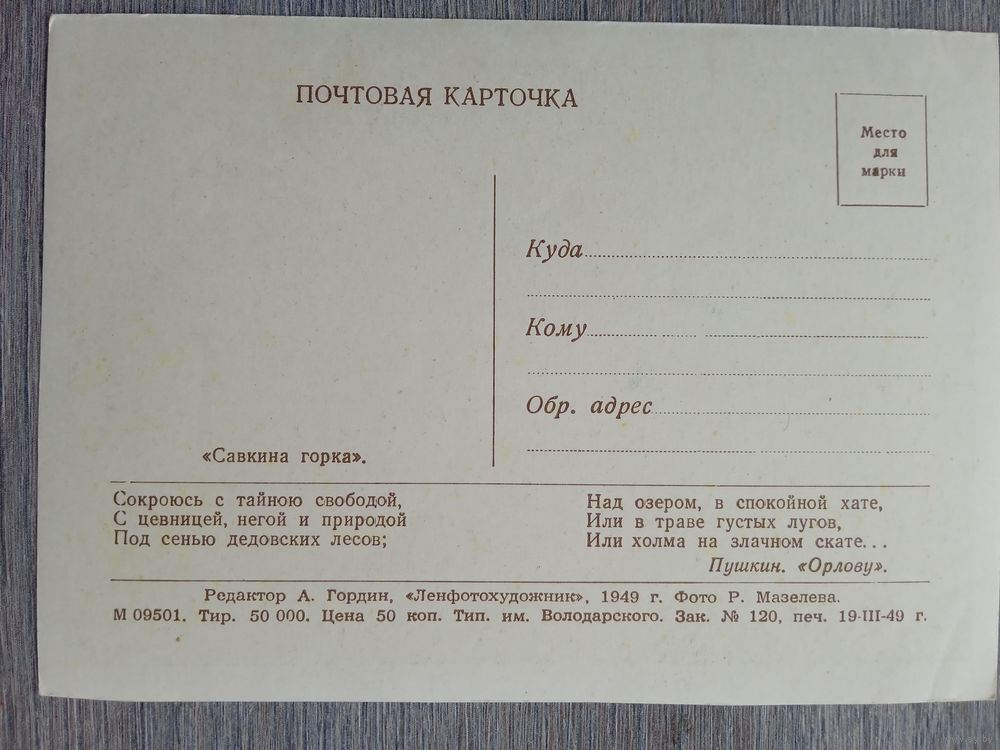 ПОЧТОВАЯ КАРТОЧКА
Место
для
марки
Куда
Кому
Обр. адрес
«Савкина горка».
Сокроюсь с тайною свободой,
С цевницей, негой и природой
Под сенью дедовских лесов;
Над озером, в спокойной хате,
Или в траве густых лугов,
Или холма на злачном скате...
Пушкин. «Орлову».
Редактор А. Гордин, «Ленфотохудожник», 1949 г. Фото Р. Мазелева.
М 09501. Тир. 50 000. Цена 50 коп. Тип. им. Володарского. Зак. № 120, печ. 19-III-49 г.